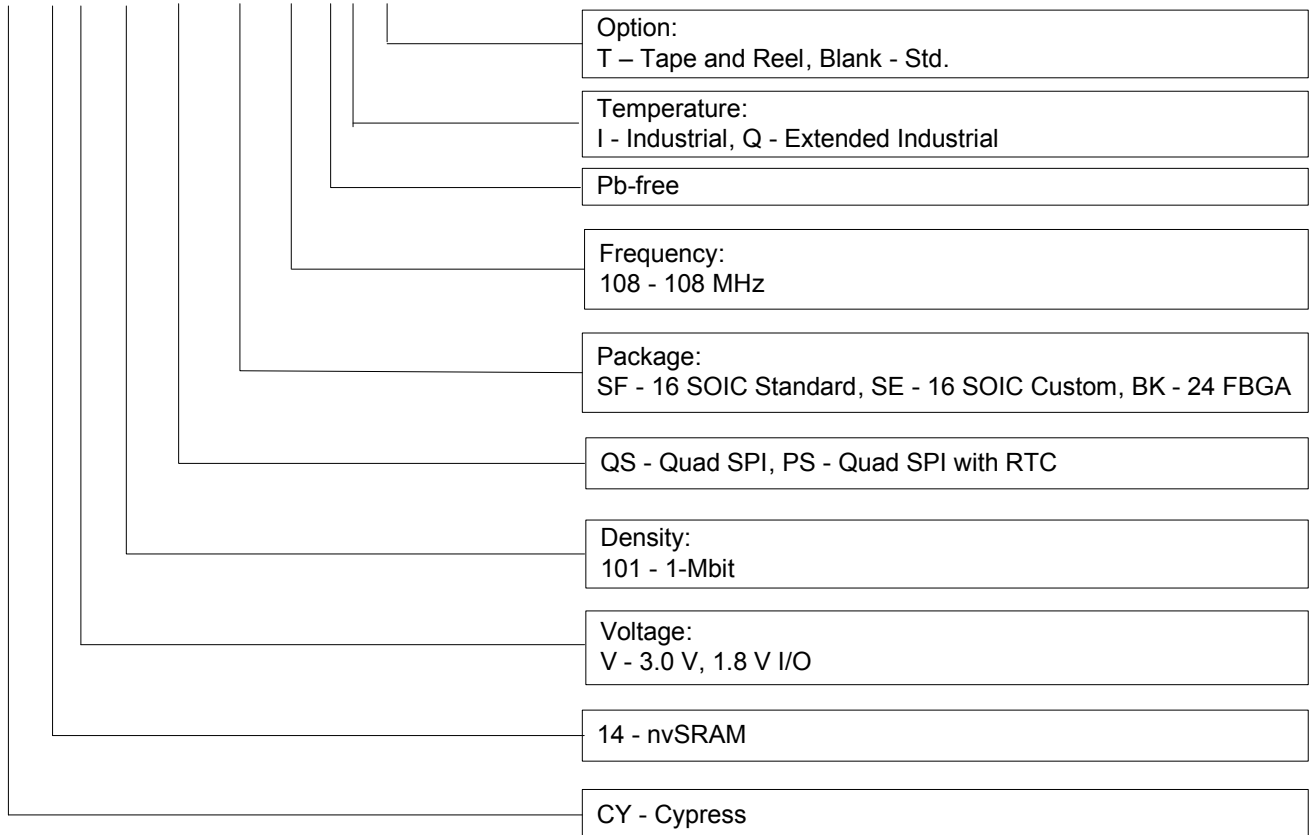 Option:
T – Tape and Reel, Blank - Std.
Temperature:
I - Industrial, Q - Extended Industrial
Pb-free
Frequency:
108 - 108 MHz
Package:
SF - 16 SOIC Standard, SE - 16 SOIC Custom, BK - 24 FBGA
QS - Quad SPI, PS - Quad SPI with RTC
Density:
101 - 1-Mbit
Voltage:
V - 3.0 V, 1.8 V I/O
14 - nvSRAM
CY - Cypress